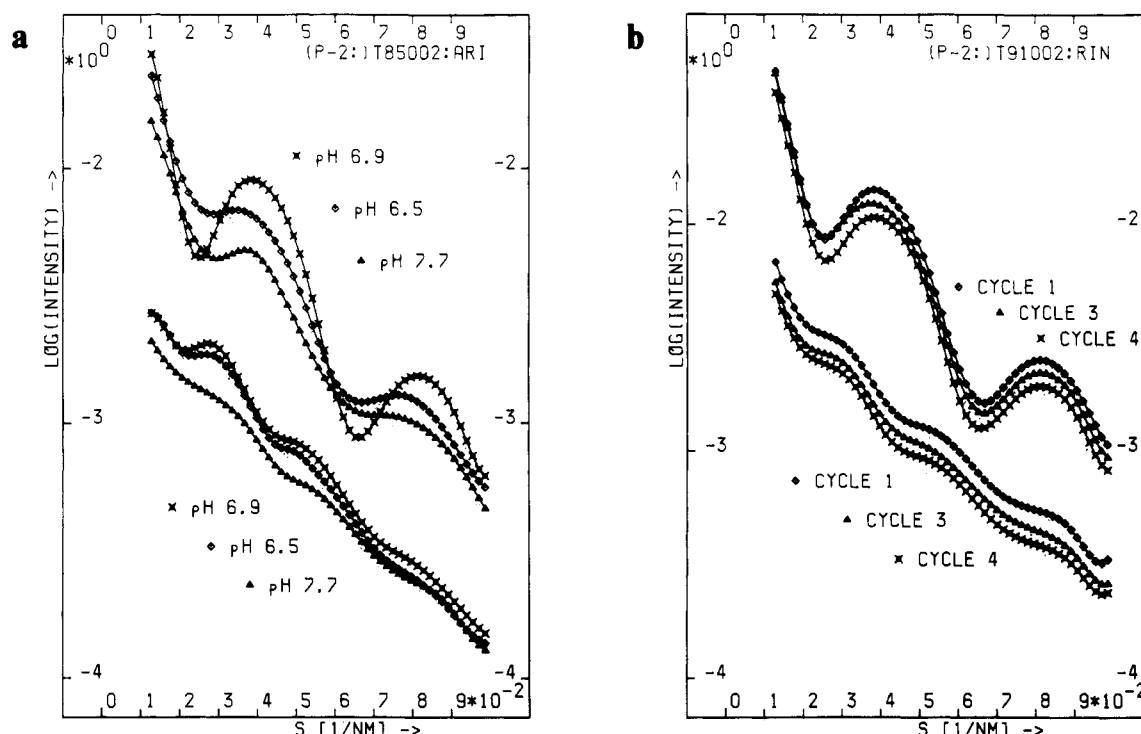 a
0 1 2 3 4 5 6 7 8 9
*10⁰
(P-2:)T85002:ARI
pH 6.9
pH 6.5
pH 7.7
-2
-2
LOG(INTENSITY) ->
-3
-3
pH 6.9
pH 6.5
pH 7.7
-4
-4
0 1 2 3 4 5 6 7 8 9*10⁻²
S [1/NM] ->
b
0 1 2 3 4 5 6 7 8 9
*10⁰
(P-2:)T91002:RIN
-2
-2
LOG(INTENSITY) ->
CYCLE 1
CYCLE 3
CYCLE 4
-3
-3
CYCLE 1
CYCLE 3
CYCLE 4
-4
-4
0 1 2 3 4 5 6 7 8 9*10⁻²
S [1/NM] ->